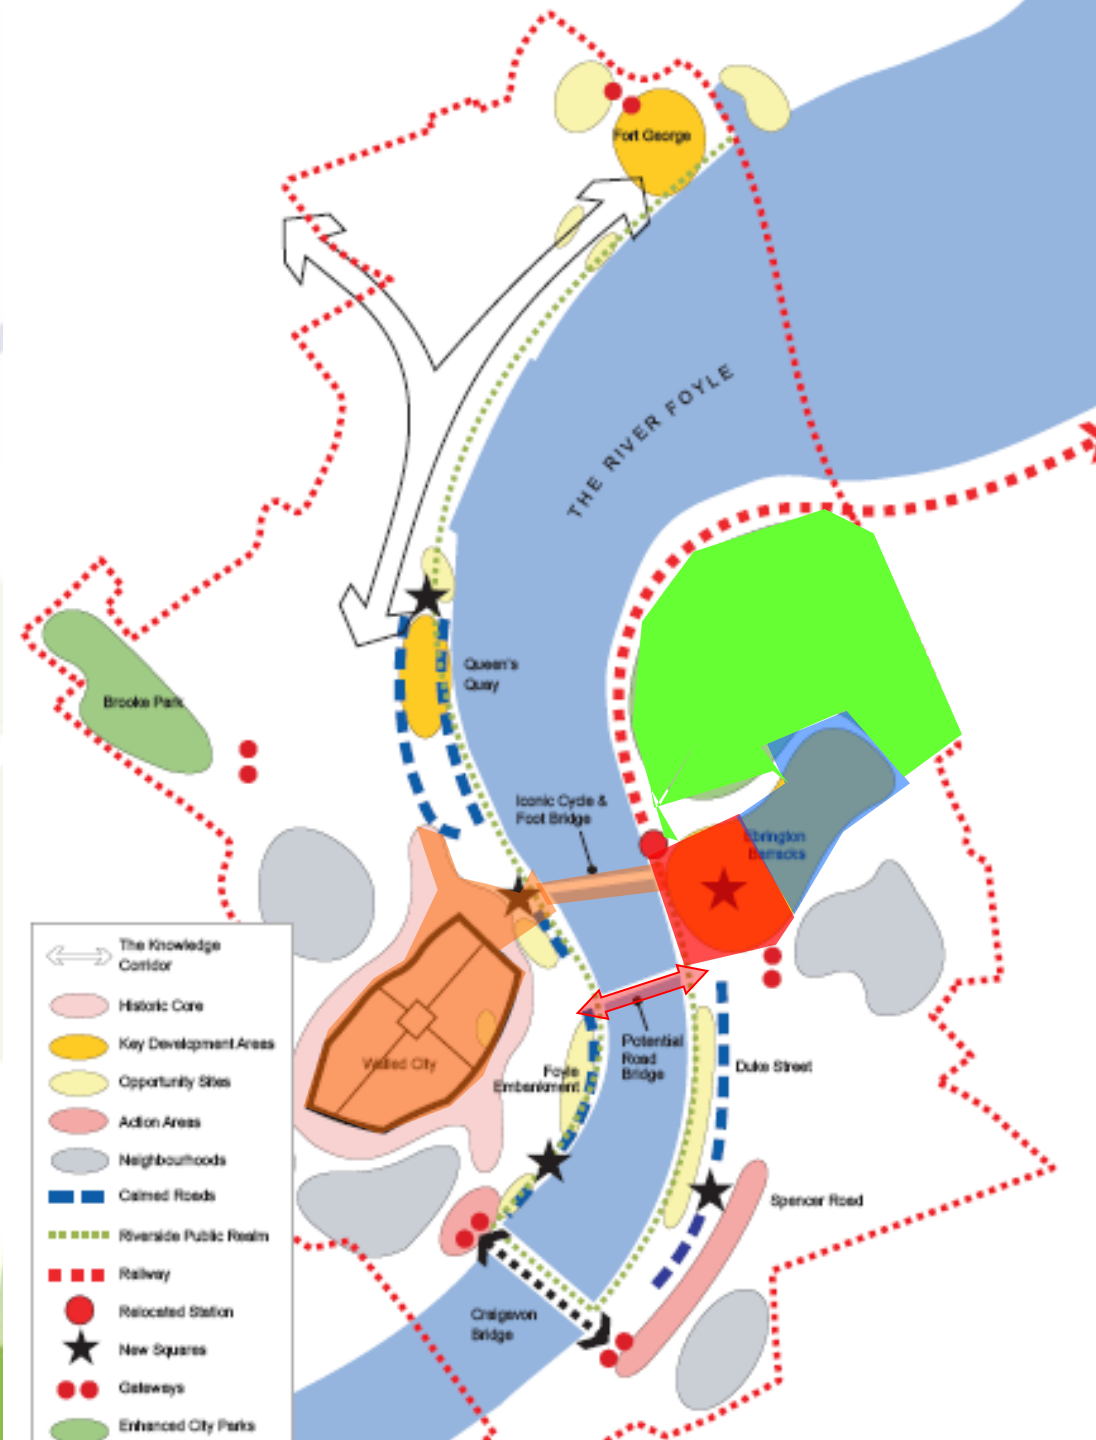 Fort George
THE RIVER FOYLE
Queen's
Quay
Brooke Park
Iconic Cycle &
Foot Bridge
Ebrington
Barracks
Walled City
Potential
Road
Bridge
Foyle
Embankment
Duke Street
Spencer Road
Craigavon
Bridge
The Knowledge
Corridor
Historic Core
Key Development Areas
Opportunity Sites
Action Areas
Neighbourhoods
Calmed Roads
Riverside Public Realm
Railway
Relocated Station
New Squares
Gateways
Enhanced City Parks